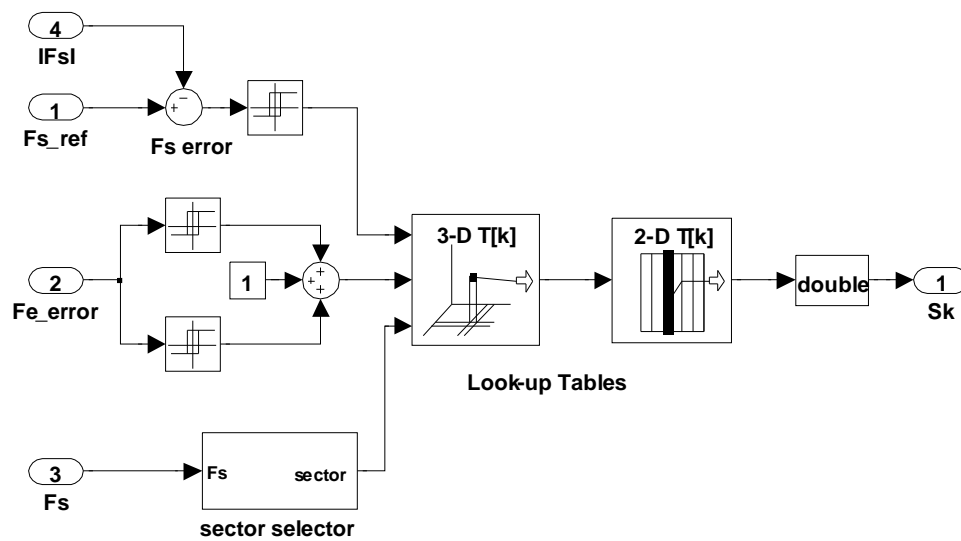 4
IFsI
1
Fs_ref
−
+
Fs error
2
Fe_error
1
+
+
+
3-D T[k]
2-D T[k]
Look-up Tables
double
1
Sk
3
Fs
Fs
sector
sector selector